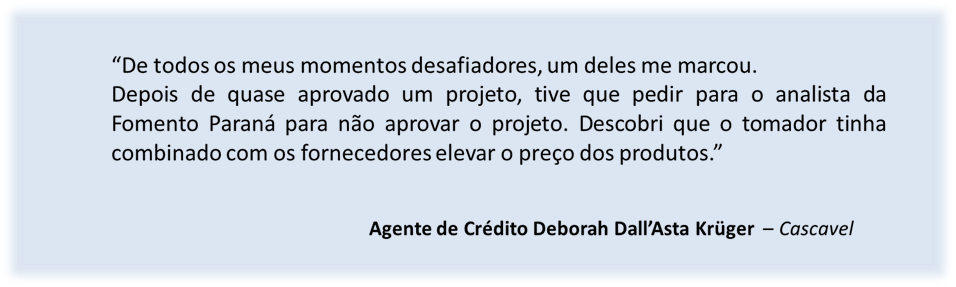 “De todos os meus momentos desafiadores, um deles me marcou.
Depois de quase aprovado um projeto, tive que pedir para o analista da
Fomento Paraná para não aprovar o projeto. Descobri que o tomador tinha
combinado com os fornecedores elevar o preço dos produtos.”
Agente de Crédito Deborah Dall’Asta Krüger – Cascavel